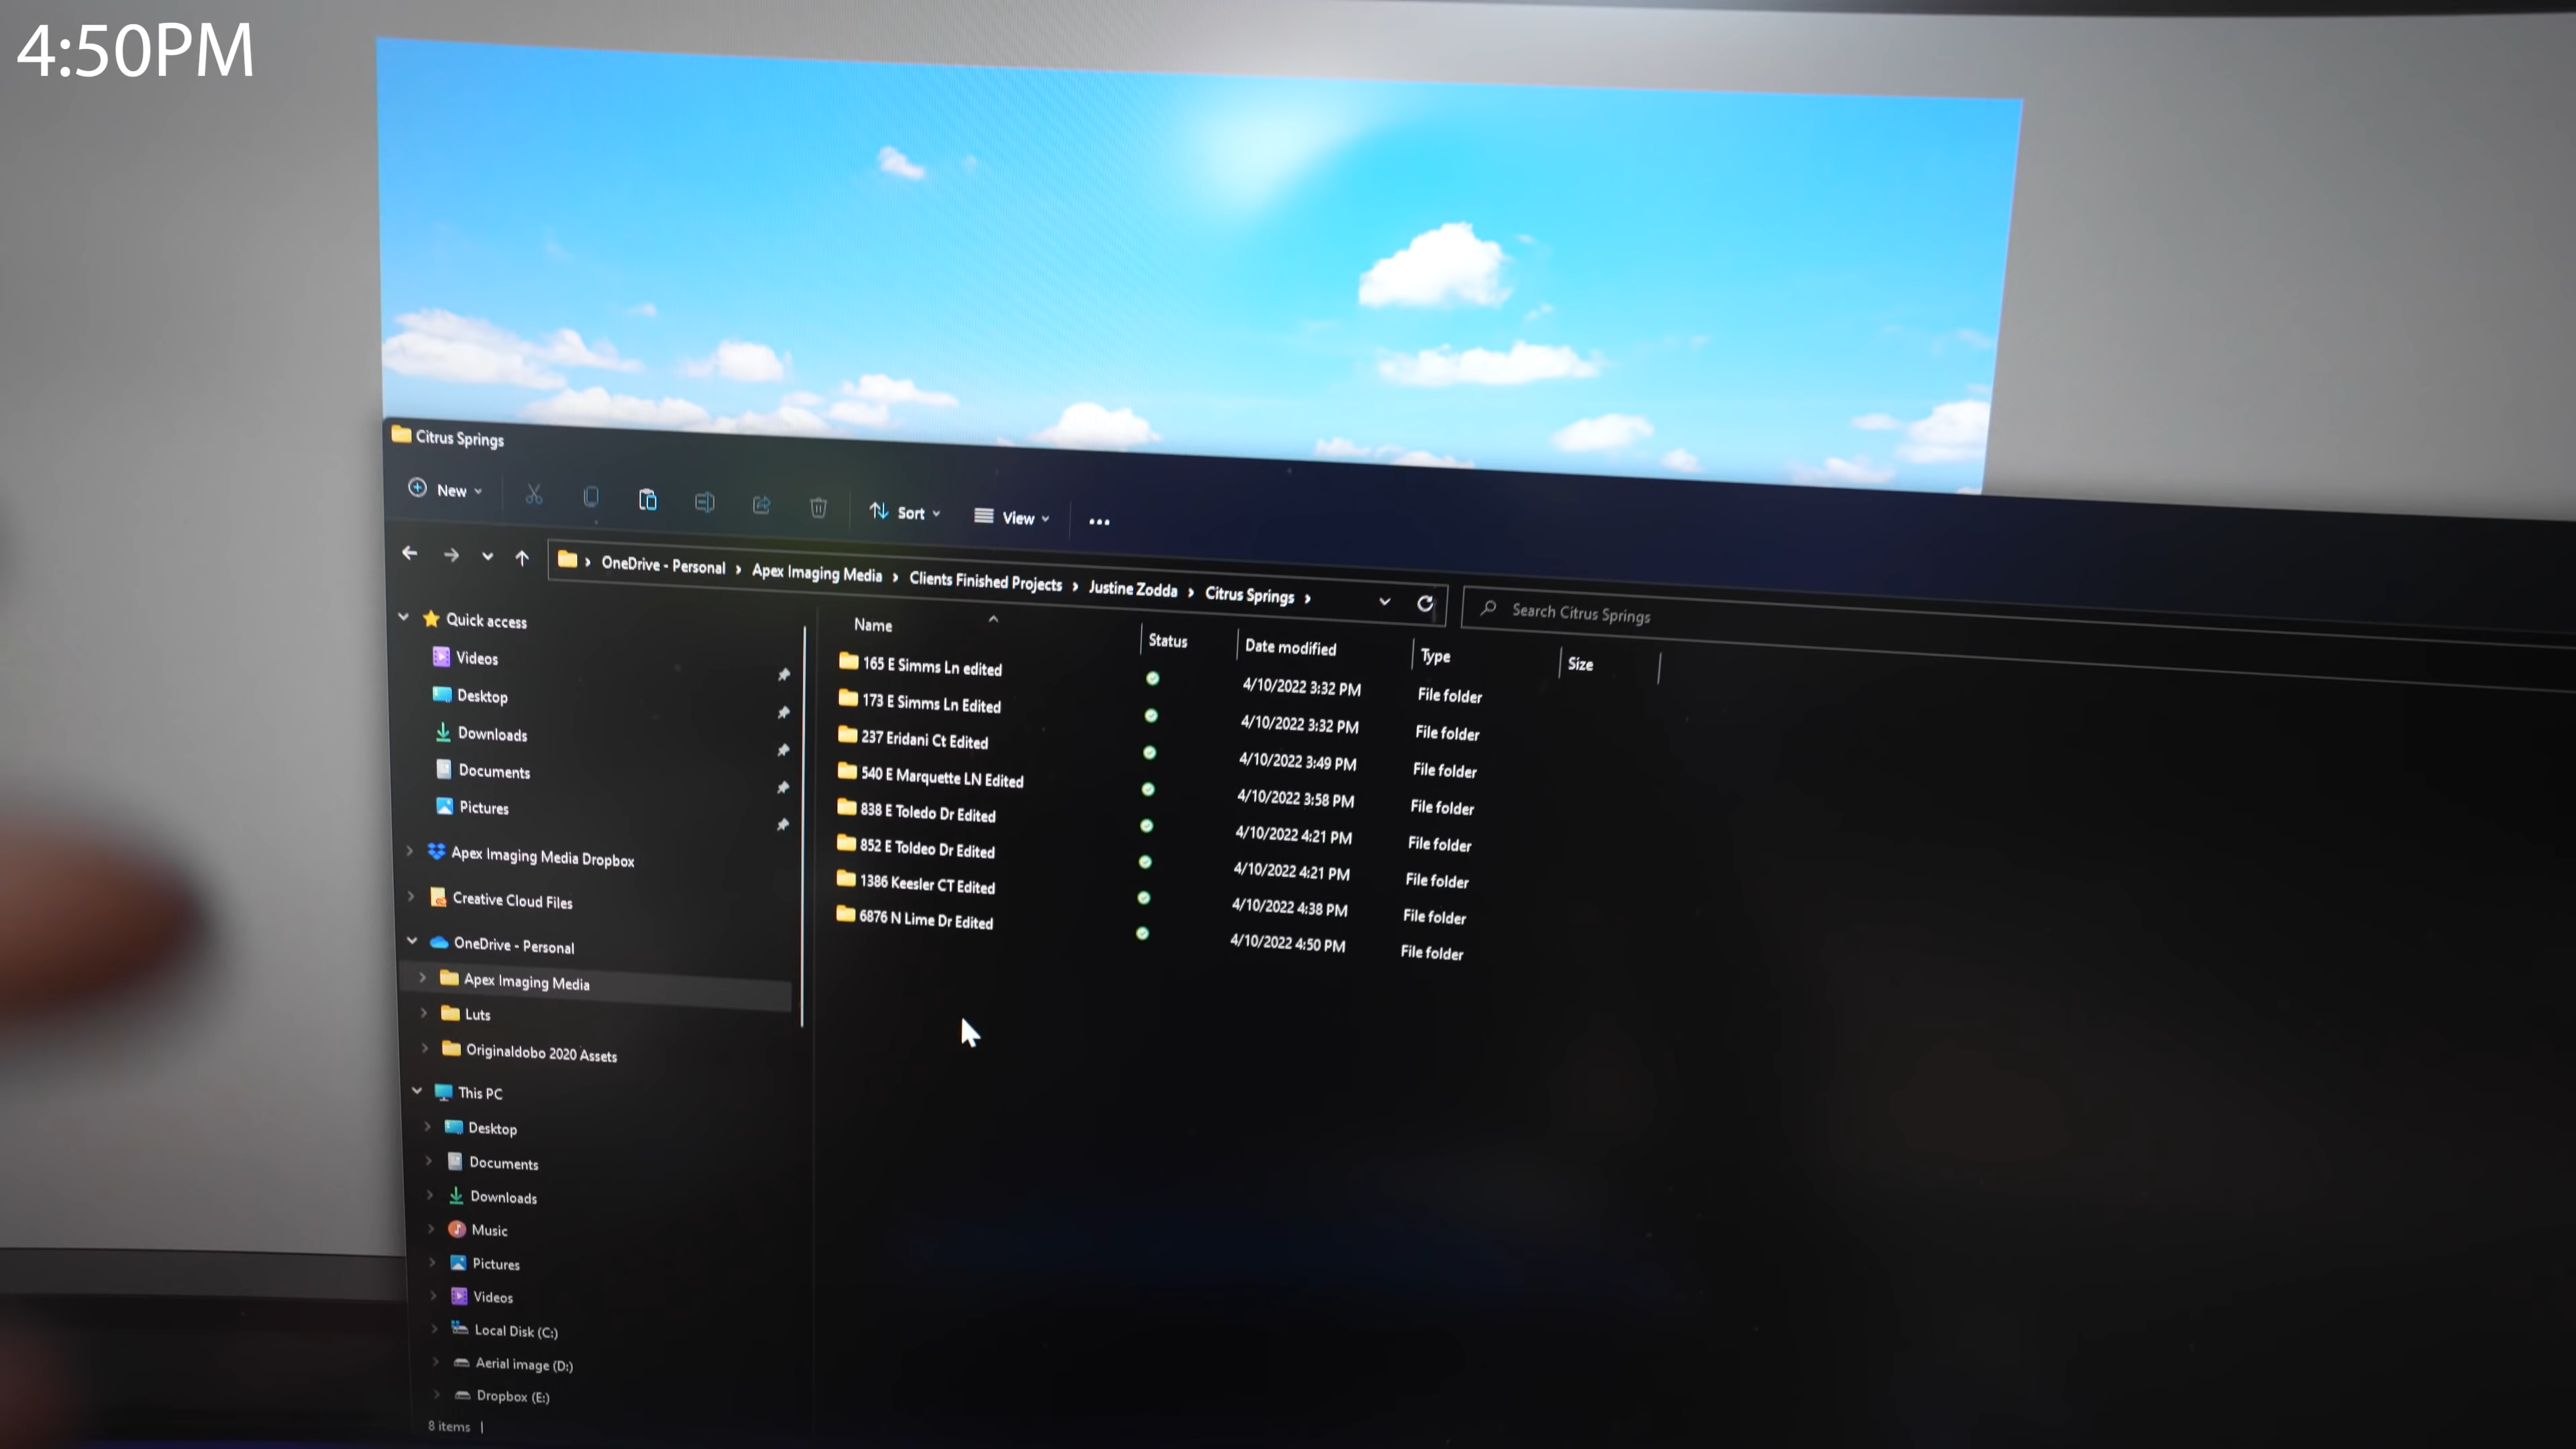 4:50PM
Citrus Springs
New
Sort
View
OneDrive - Personal › Apex Imaging Media › Clients Finished Projects › Justine Zodda › Citrus Springs ›
Search Citrus Springs
Name Status Date modified Type Size
165 E Simms Ln edited 4/10/2022 3:32 PM File folder
173 E Simms Ln Edited 4/10/2022 3:32 PM File folder
237 Eridani Ct Edited 4/10/2022 3:49 PM File folder
540 E Marquette LN Edited 4/10/2022 3:58 PM File folder
838 E Toledo Dr Edited 4/10/2022 4:21 PM File folder
852 E Toldeo Dr Edited 4/10/2022 4:21 PM File folder
1386 Keesler CT Edited 4/10/2022 4:38 PM File folder
6876 N Lime Dr Edited 4/10/2022 4:50 PM File folder
Quick access
Videos
Desktop
Downloads
Documents
Pictures
Apex Imaging Media Dropbox
Creative Cloud Files
OneDrive - Personal
Apex Imaging Media
Luts
Originaldobo 2020 Assets
This PC
Desktop
Documents
Downloads
Music
Pictures
Videos
Local Disk (C:)
Aerial image (D:)
Dropbox (E:)
8 items